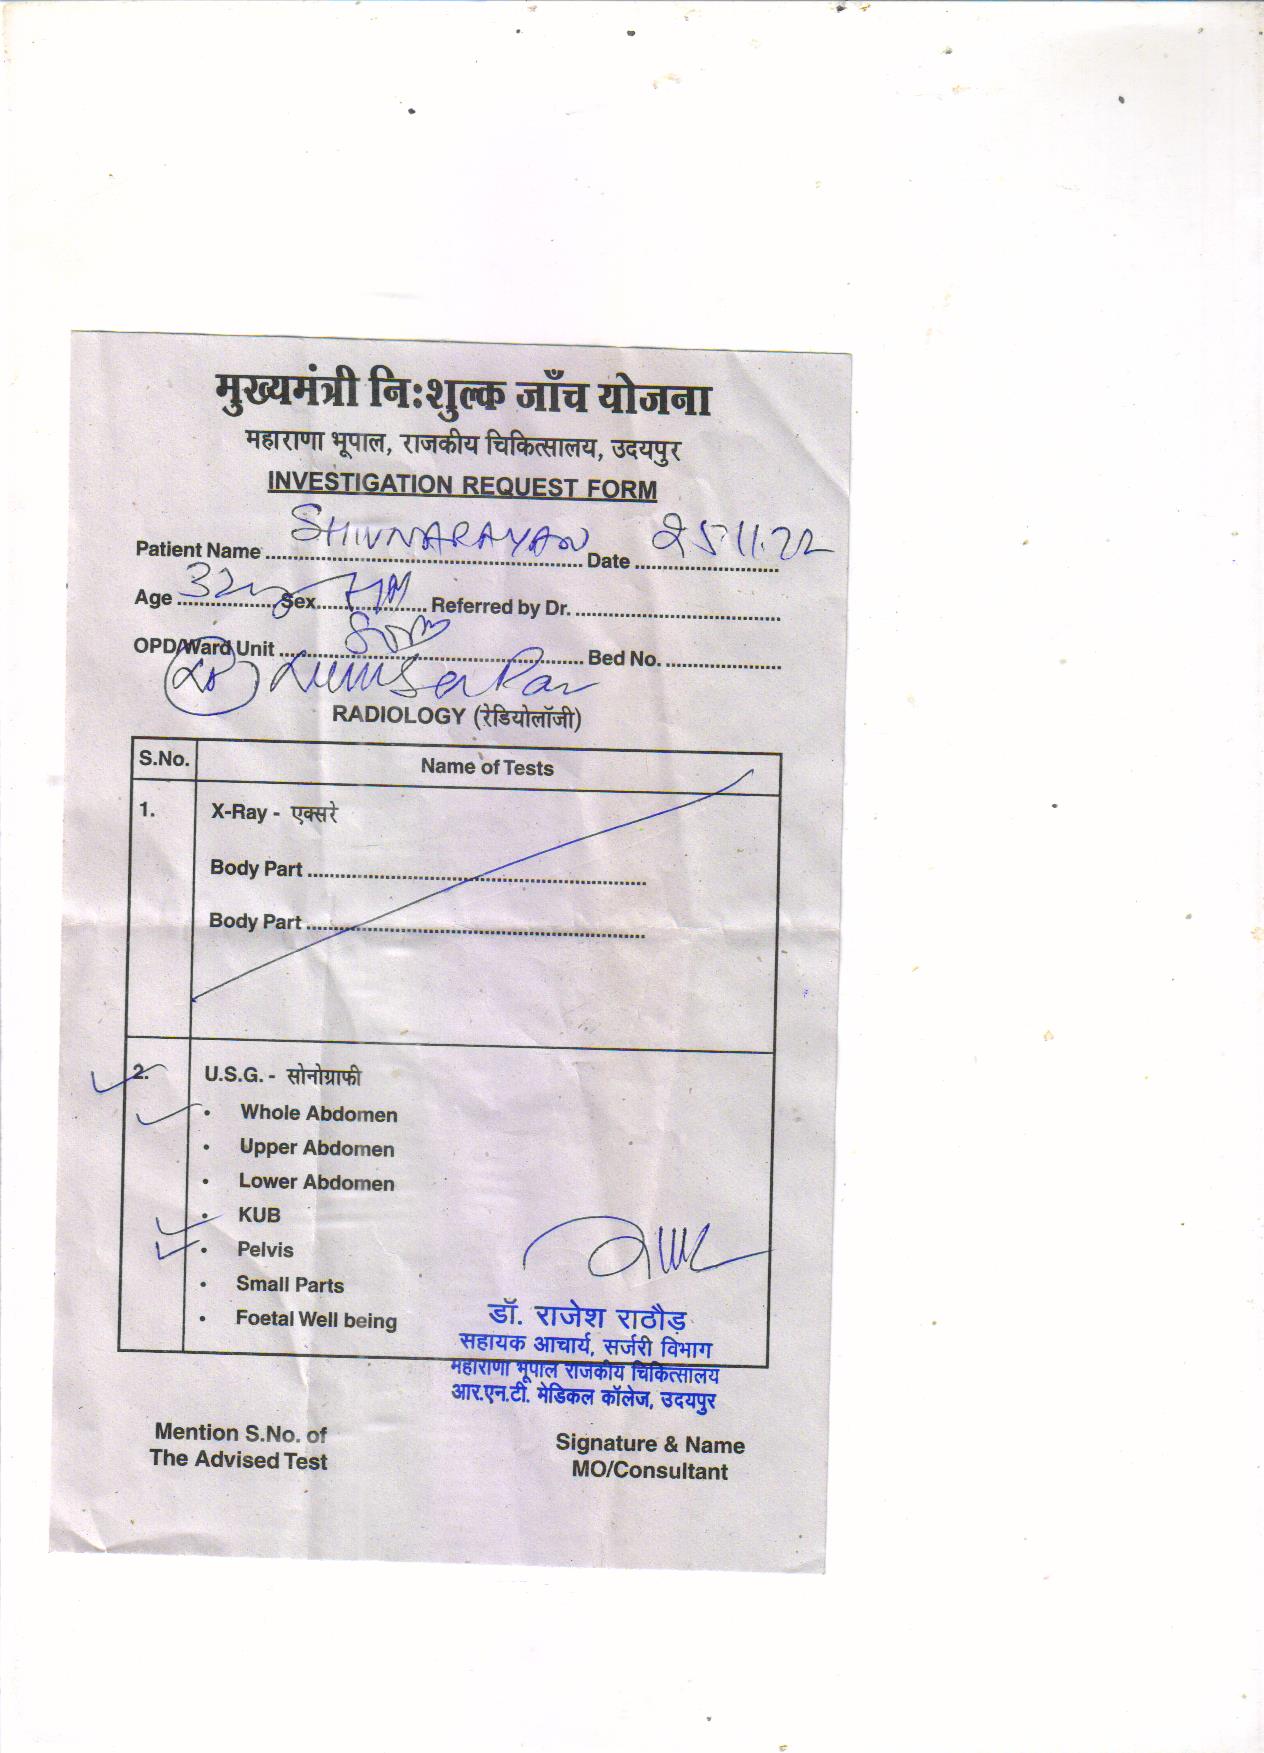 मुख्यमंत्री नि:शुल्क जाँच योजना
महाराणा भूपाल, राजकीय चिकित्सालय, उदयपुर
INVESTIGATION REQUEST FORM
Patient Name SHIVNARAYAN Date 25.11.22
Age 32 Sex M Referred by Dr.
OPD/Ward Unit Bed No.
RADIOLOGY (रेडियोलॉजी)
S.No. Name of Tests
1. X-Ray - एक्सरे
Body Part
Body Part
2. U.S.G. - सोनोग्राफी
• Whole Abdomen
• Upper Abdomen
• Lower Abdomen
• KUB
• Pelvis
• Small Parts
• Foetal Well being
डॉ. राजेश राठौड़
सहायक आचार्य, सर्जरी विभाग
महाराणा भूपाल राजकीय चिकित्सालय
आर.एन.टी. मेडिकल कॉलेज, उदयपुर
Mention S.No. of
The Advised Test
Signature & Name
MO/Consultant